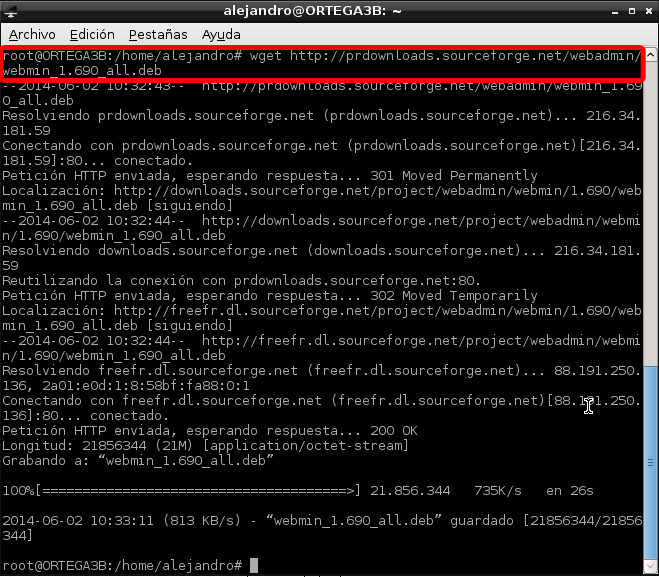 alejandro@ORTEGA3B: ~
Archivo Edición Pestañas Ayuda
root@ORTEGA3B:/home/alejandro# wget http://prdownloads.sourceforge.net/webadmin/
webmin_1.690_all.deb
--2014-06-02 10:32:43--  http://prdownloads.sourceforge.net/webadmin/webmin_1.69
0_all.deb
Resolviendo prdownloads.sourceforge.net (prdownloads.sourceforge.net)... 216.34.
181.59
Conectando con prdownloads.sourceforge.net (prdownloads.sourceforge.net)[216.34.
181.59]:80... conectado.
Petición HTTP enviada, esperando respuesta... 301 Moved Permanently
Localización: http://downloads.sourceforge.net/project/webadmin/webmin/1.690/web
min_1.690_all.deb [siguiendo]
--2014-06-02 10:32:44--  http://downloads.sourceforge.net/project/webadmin/webmi
n/1.690/webmin_1.690_all.deb
Resolviendo downloads.sourceforge.net (downloads.sourceforge.net)... 216.34.181.
59
Reutilizando la conexión con prdownloads.sourceforge.net:80.
Petición HTTP enviada, esperando respuesta... 302 Moved Temporarily
Localización: http://freefr.dl.sourceforge.net/project/webadmin/webmin/1.690/web
min_1.690_all.deb [siguiendo]
--2014-06-02 10:32:44--  http://freefr.dl.sourceforge.net/project/webadmin/webmi
n/1.690/webmin_1.690_all.deb
Resolviendo freefr.dl.sourceforge.net (freefr.dl.sourceforge.net)... 88.191.250.
136, 2a01:e0d:1:8:58bf:fa88:0:1
Conectando con freefr.dl.sourceforge.net (freefr.dl.sourceforge.net)[88.191.250.
136]:80... conectado.
Petición HTTP enviada, esperando respuesta... 200 OK
Longitud: 21856344 (21M) [application/octet-stream]
Grabando a: “webmin_1.690_all.deb”
100%[======================================>] 21.856.344   735K/s   en 26s
2014-06-02 10:33:11 (813 KB/s) - “webmin_1.690_all.deb” guardado [21856344/21856
344]
root@ORTEGA3B:/home/alejandro#